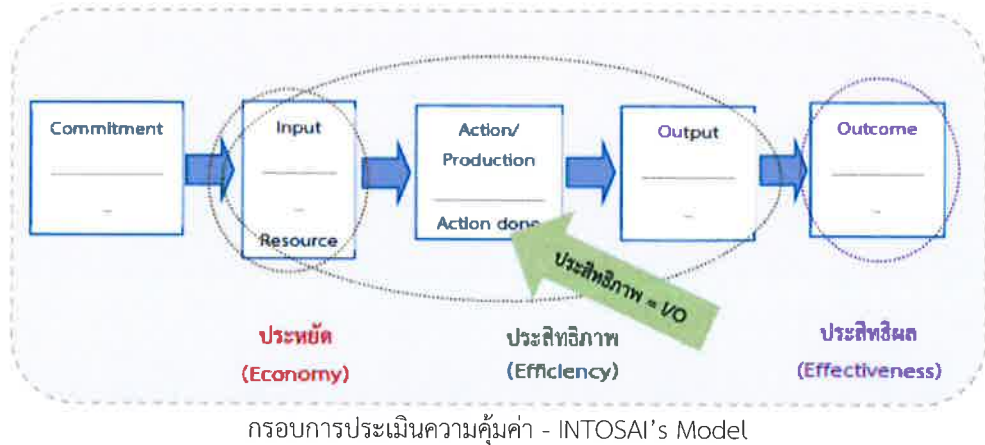 Commitment
Input
Resource
Action/
Production
Action done
Output
Outcome
ประสิทธิภาพ = I/O
ประหยัด
(Economy)
ประสิทธิภาพ
(Efficiency)
ประสิทธิผล
(Effectiveness)
กรอบการประเมินความคุ้มค่า - INTOSAI's Model